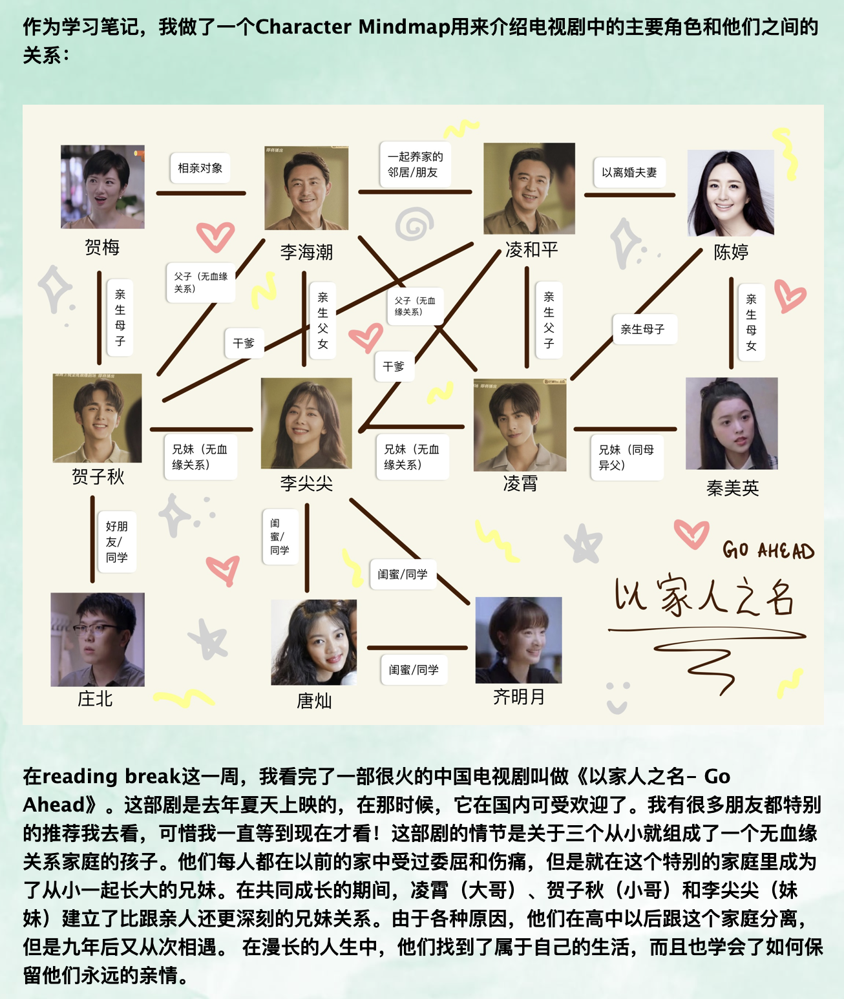 作为学习笔记，我做了一个Character Mindmap用来介绍电视剧中的主要角色和他们之间的
关系：
相亲对象
即将播出
一起养家的
邻居/朋友
以离婚夫妻
贺梅
李海潮
凌和平
陈婷
父子（无血缘
关系）
亲
生
母
子
亲
生
父
女
父子（无血
缘关系）
亲
生
父
子
亲生母子
亲
生
母
女
干爹
干爹
即将播出
即将播出
兄妹（无血
缘关系）
兄妹（无血
缘关系）
兄妹（同母
异父）
贺子秋
李尖尖
凌霄
秦美英
好朋
友/
同学
闺
蜜/
同学
闺蜜/同学
GO AHEAD
以家人之名
闺蜜/同学
庄北
唐灿
齐明月
在reading break这一周，我看完了一部很火的中国电视剧叫做《以家人之名- Go
Ahead》。这部剧是去年夏天上映的，在那时候，它在国内可受欢迎了。我有很多朋友都特别
的推荐我去看，可惜我一直等到现在才看！这部剧的情节是关于三个从小就组成了一个无血缘
关系家庭的孩子。他们每人都在以前的家中受过委屈和伤痛，但是就在这个特别的家庭里成为
了从小一起长大的兄妹。在共同成长的期间，凌霄（大哥）、贺子秋（小哥）和李尖尖（妹
妹）建立了比跟亲人还更深刻的兄妹关系。由于各种原因，他们在高中以后跟这个家庭分离，
但是九年后又从次相遇。 在漫长的人生中，他们找到了属于自己的生活，而且也学会了如何保
留他们永远的亲情。